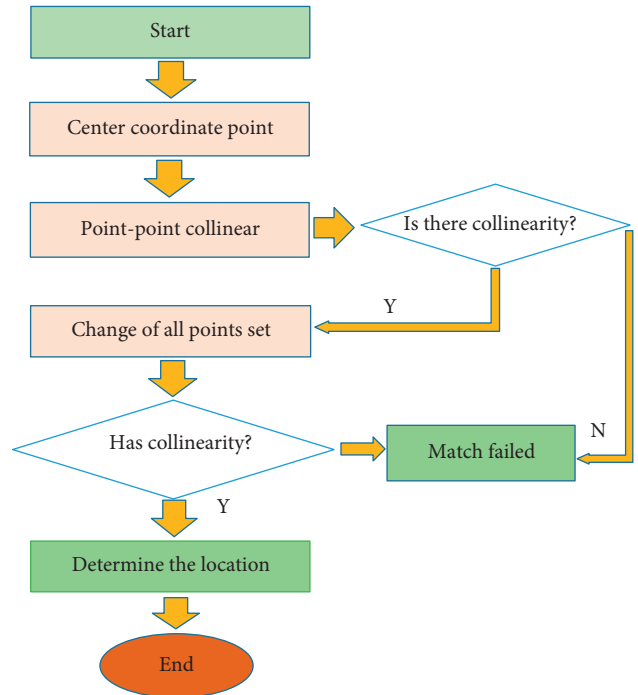 Start
Center coordinate point
Point-point collinear
Is there collinearity?
Y
Change of all points set
Has collinearity?
N
Match failed
Y
Determine the location
End